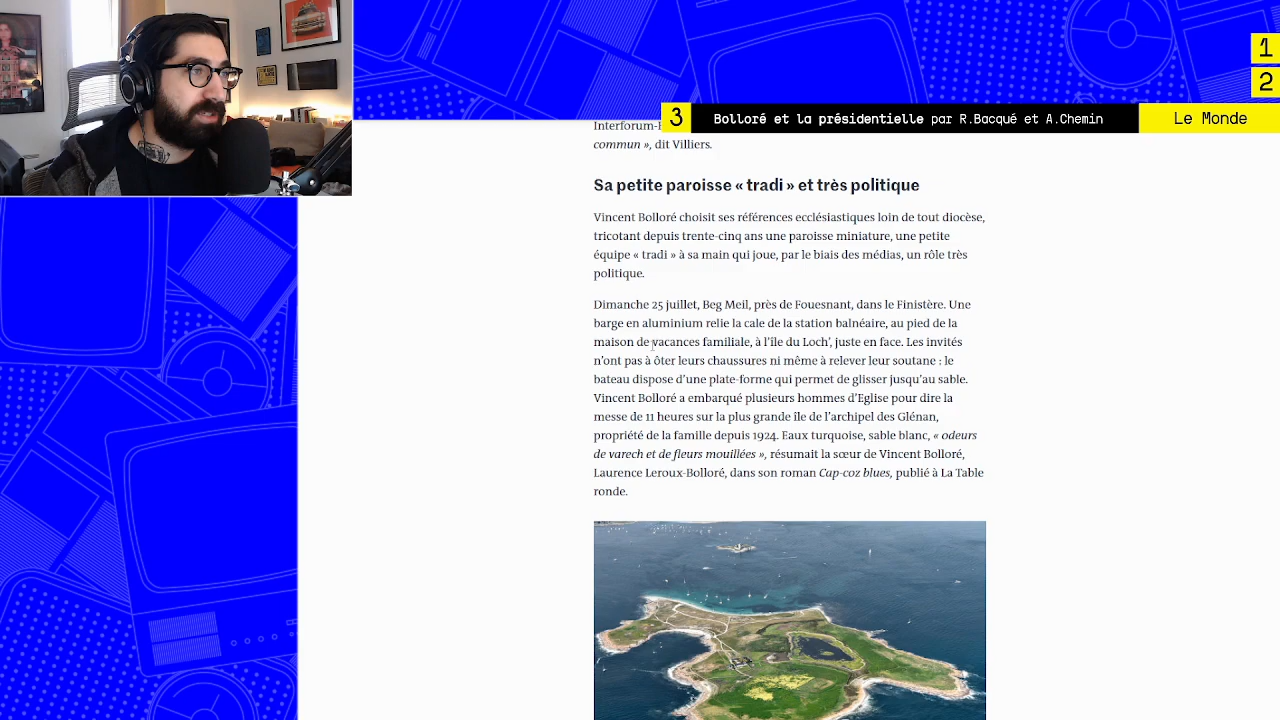 1
2
3 Bolloré et la présidentielle par R.Bacqué et A.Chemin Le Monde
commun », dit Villiers.
Sa petite paroisse « tradi » et très politique
Vincent Bolloré choisit ses références ecclésiastiques loin de tout diocèse,
tricotant depuis trente-cinq ans une paroisse miniature, une petite
équipe « tradi » à sa main qui joue, par le biais des médias, un rôle très
politique.
Dimanche 25 juillet, Beg Meil, près de Fouesnant, dans le Finistère. Une
barge en aluminium relie la cale de la station balnéaire, au pied de la
maison de vacances familiale, à l'île du Loch', juste en face. Les invités
n'ont pas à ôter leurs chaussures ni même à relever leur soutane : le
bateau dispose d'une plate-forme qui permet de glisser jusqu'au sable.
Vincent Bolloré a embarqué plusieurs hommes d'Eglise pour dire la
messe de 11 heures sur la plus grande île de l'archipel des Glénan,
propriété de la famille depuis 1924. Eaux turquoise, sable blanc, « odeurs
de varech et de fleurs mouillées », résumait la sœur de Vincent Bolloré,
Laurence Leroux-Bolloré, dans son roman Cap-coz blues, publié à La Table
ronde.